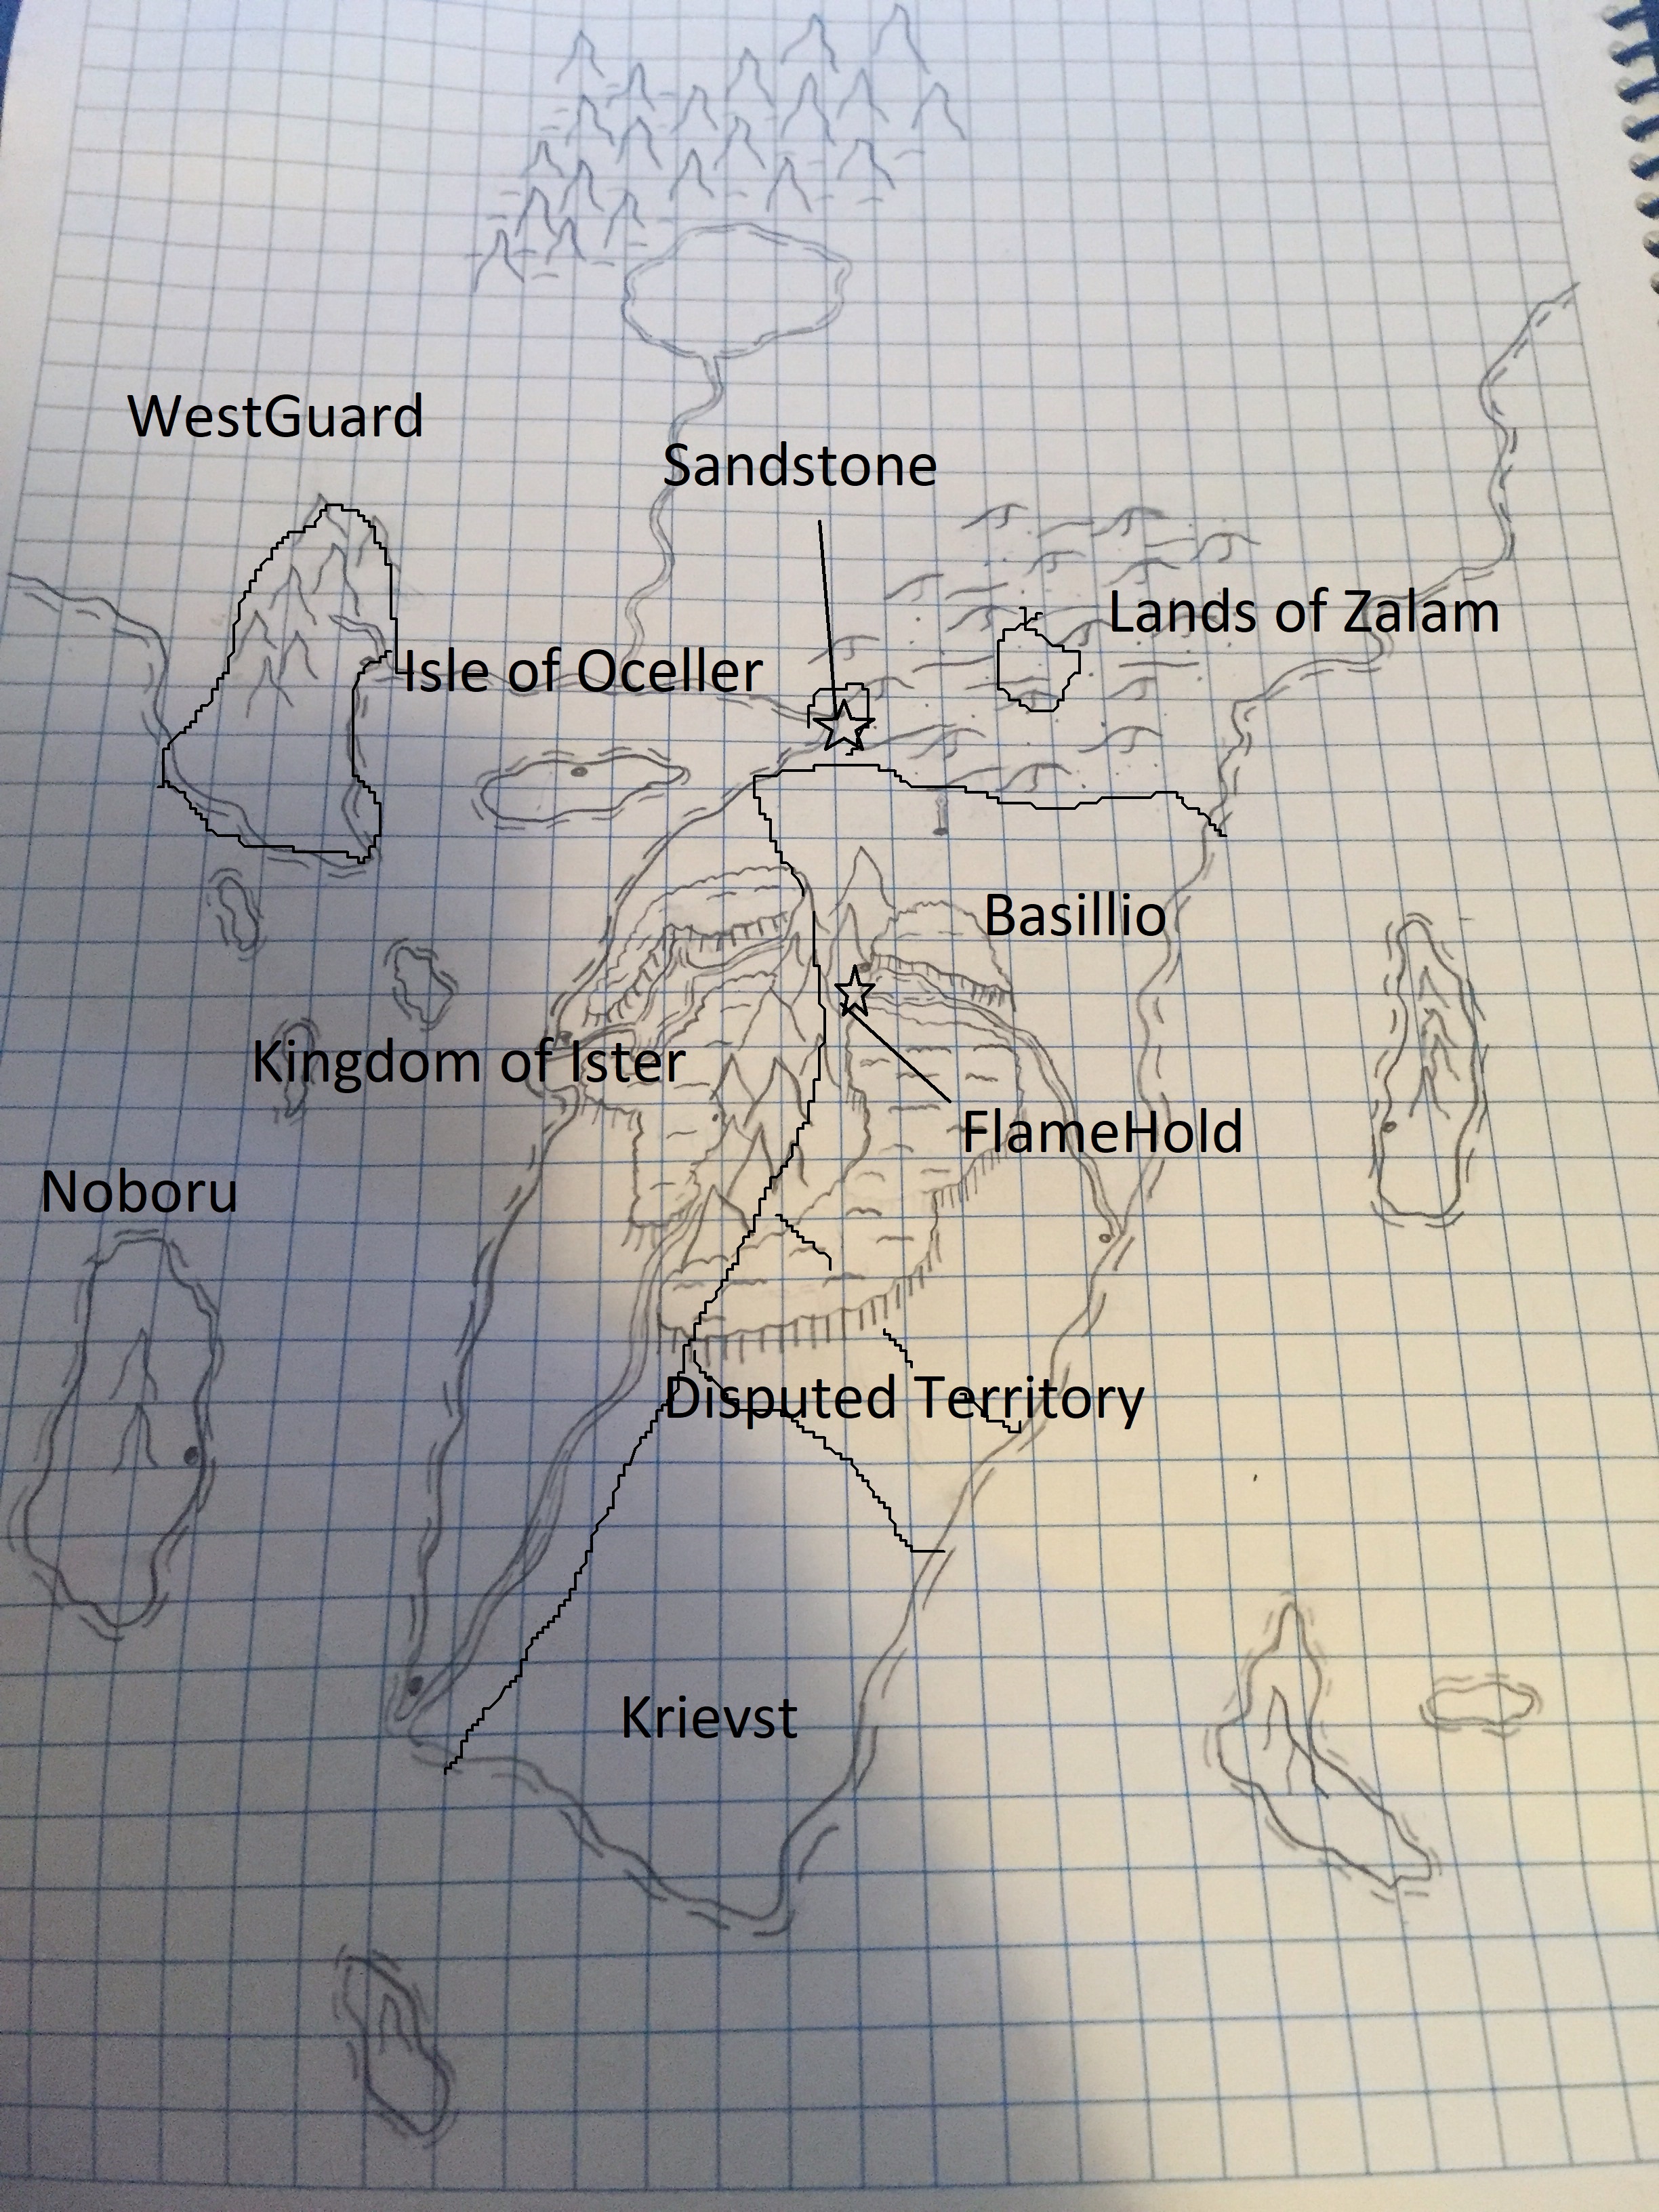 WestGuard
Sandstone
Lands of Zalam
Isle of Oceller
Basillio
Kingdom of Ister
FlameHold
Noboru
Disputed Territory
Krievst